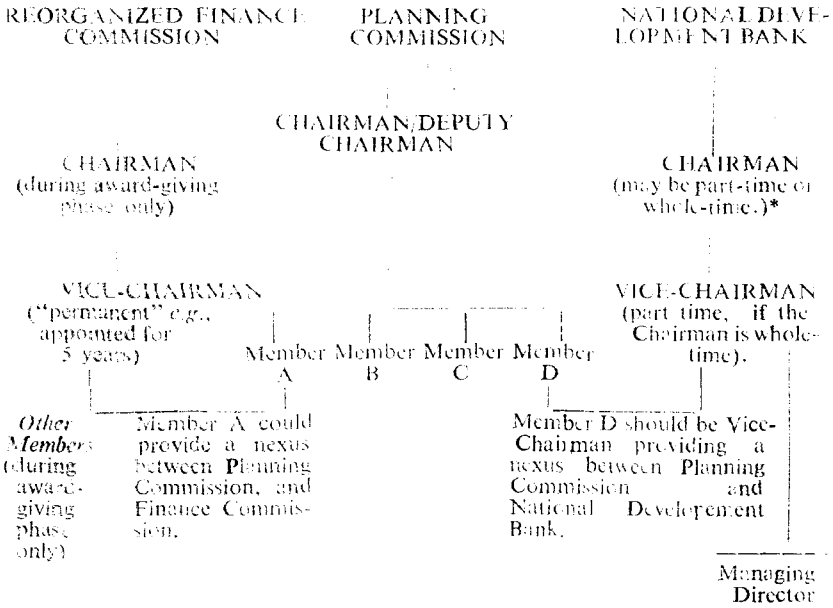 REORGANIZED FINANCE
COMMISSION
PLANNING
COMMISSION
NATIONAL DEVE-
LOPMENT BANK
CHAIRMAN/DEPUTY
CHAIRMAN
CHAIRMAN
(during award-giving
phase only)
CHAIRMAN
(may be part-time or
whole-time.)*
VICE-CHAIRMAN
("permanent" e.g.,
appointed for
5 years)
VICE-CHAIRMAN
(part time, if the
Chairman is whole-
time).
Member Member Member Member
A B C D
Other
Members
(during
award-
giving
phase
only)
Member A could
provide a nexus
between Planning
Commission, and
Finance Commis-
sion.
Member D should be Vice-
Chairman providing a
nexus between Planning
Commission and
National Developement
Bank.
Managing
Director